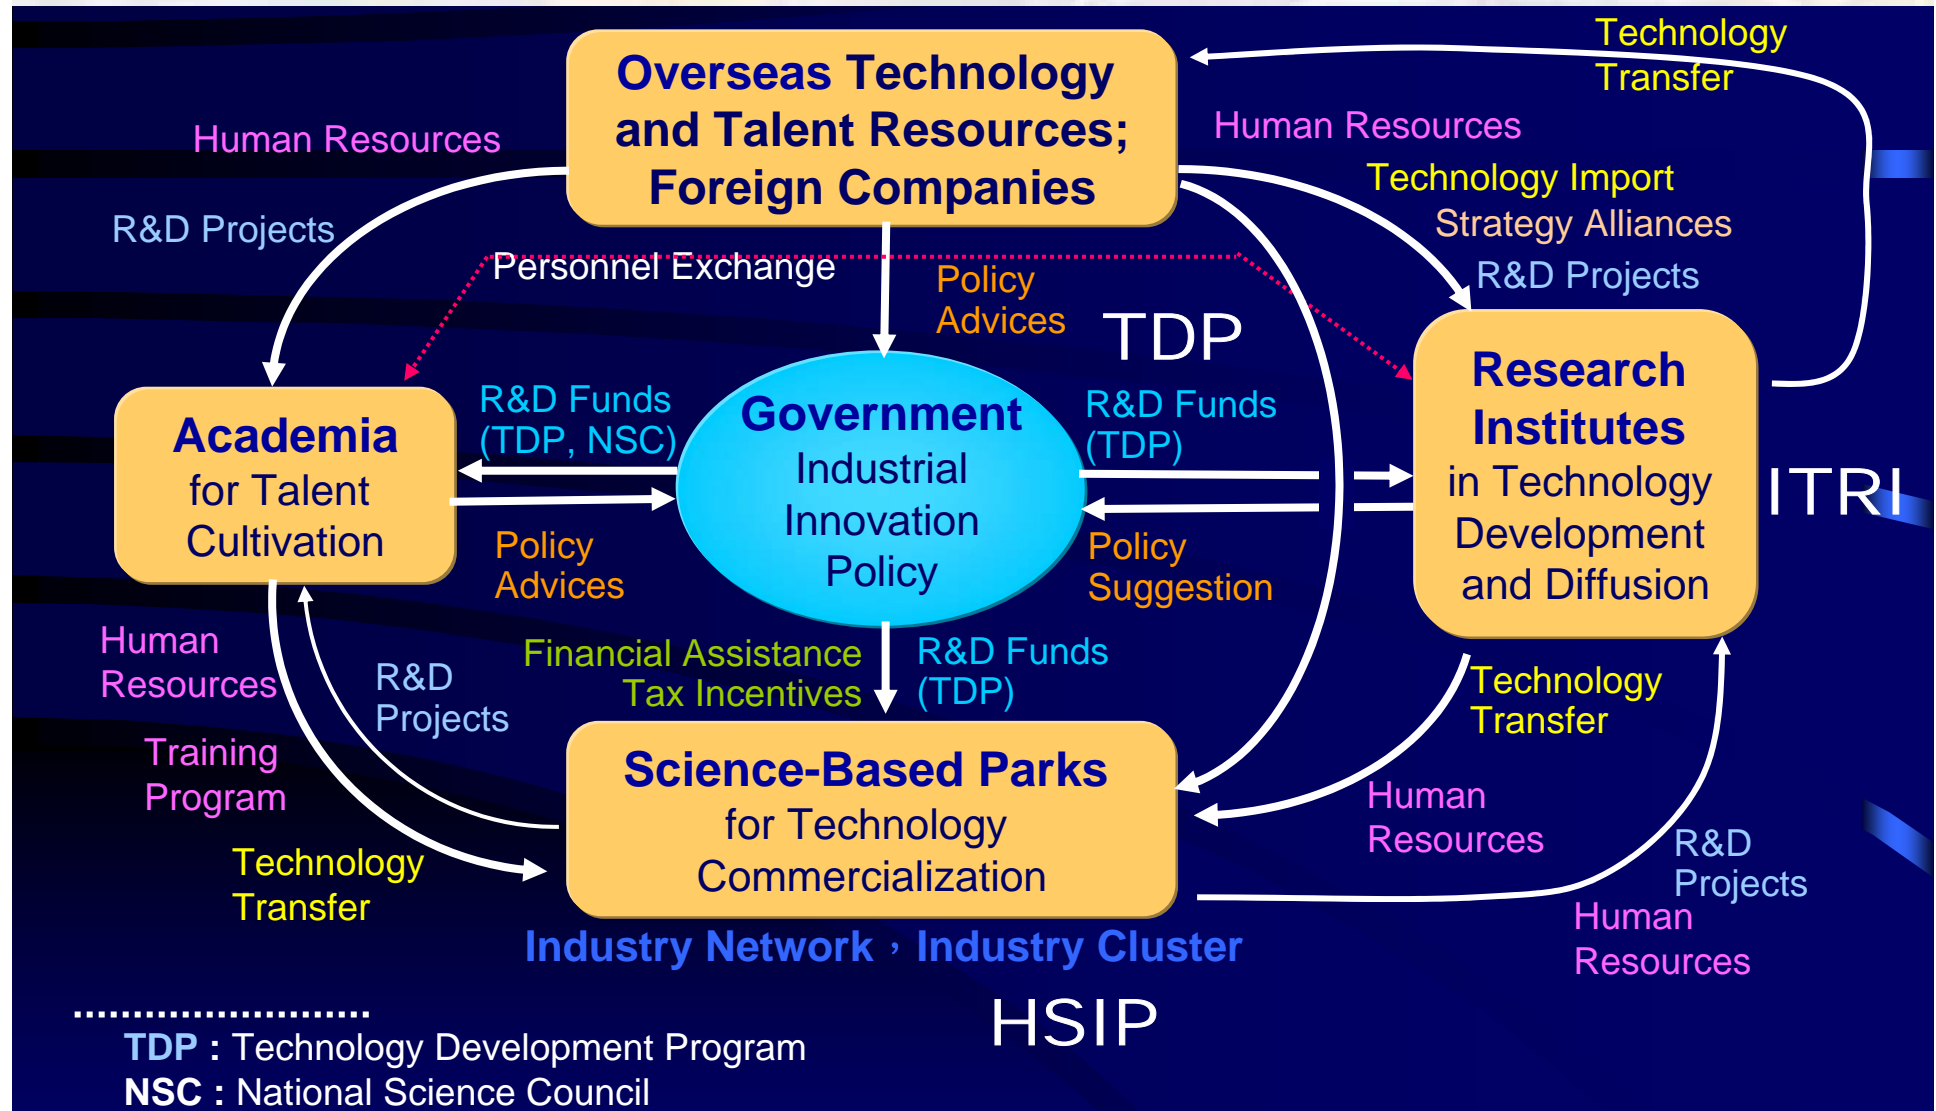 Technology
Transfer
Overseas Technology
and Talent Resources;
Foreign Companies
Human Resources
Human Resources
Technology Import
Strategy Alliances
R&D Projects
R&D Projects
Personnel Exchange
Policy
Advices
TDP
Academia
for Talent
Cultivation
R&D Funds
(TDP, NSC)
Government
Industrial
Innovation
Policy
R&D Funds
(TDP)
Research
Institutes
in Technology
Development
and Diffusion
ITRI
Policy
Advices
Policy
Suggestion
Human
Resources
R&D
Projects
Financial Assistance
Tax Incentives
R&D Funds
(TDP)
Technology
Transfer
Training
Program
Science-Based Parks
for Technology
Commercialization
Human
Resources
R&D
Projects
Technology
Transfer
Human
Resources
Industry Network，Industry Cluster
HSIP
TDP : Technology Development Program
NSC : National Science Council